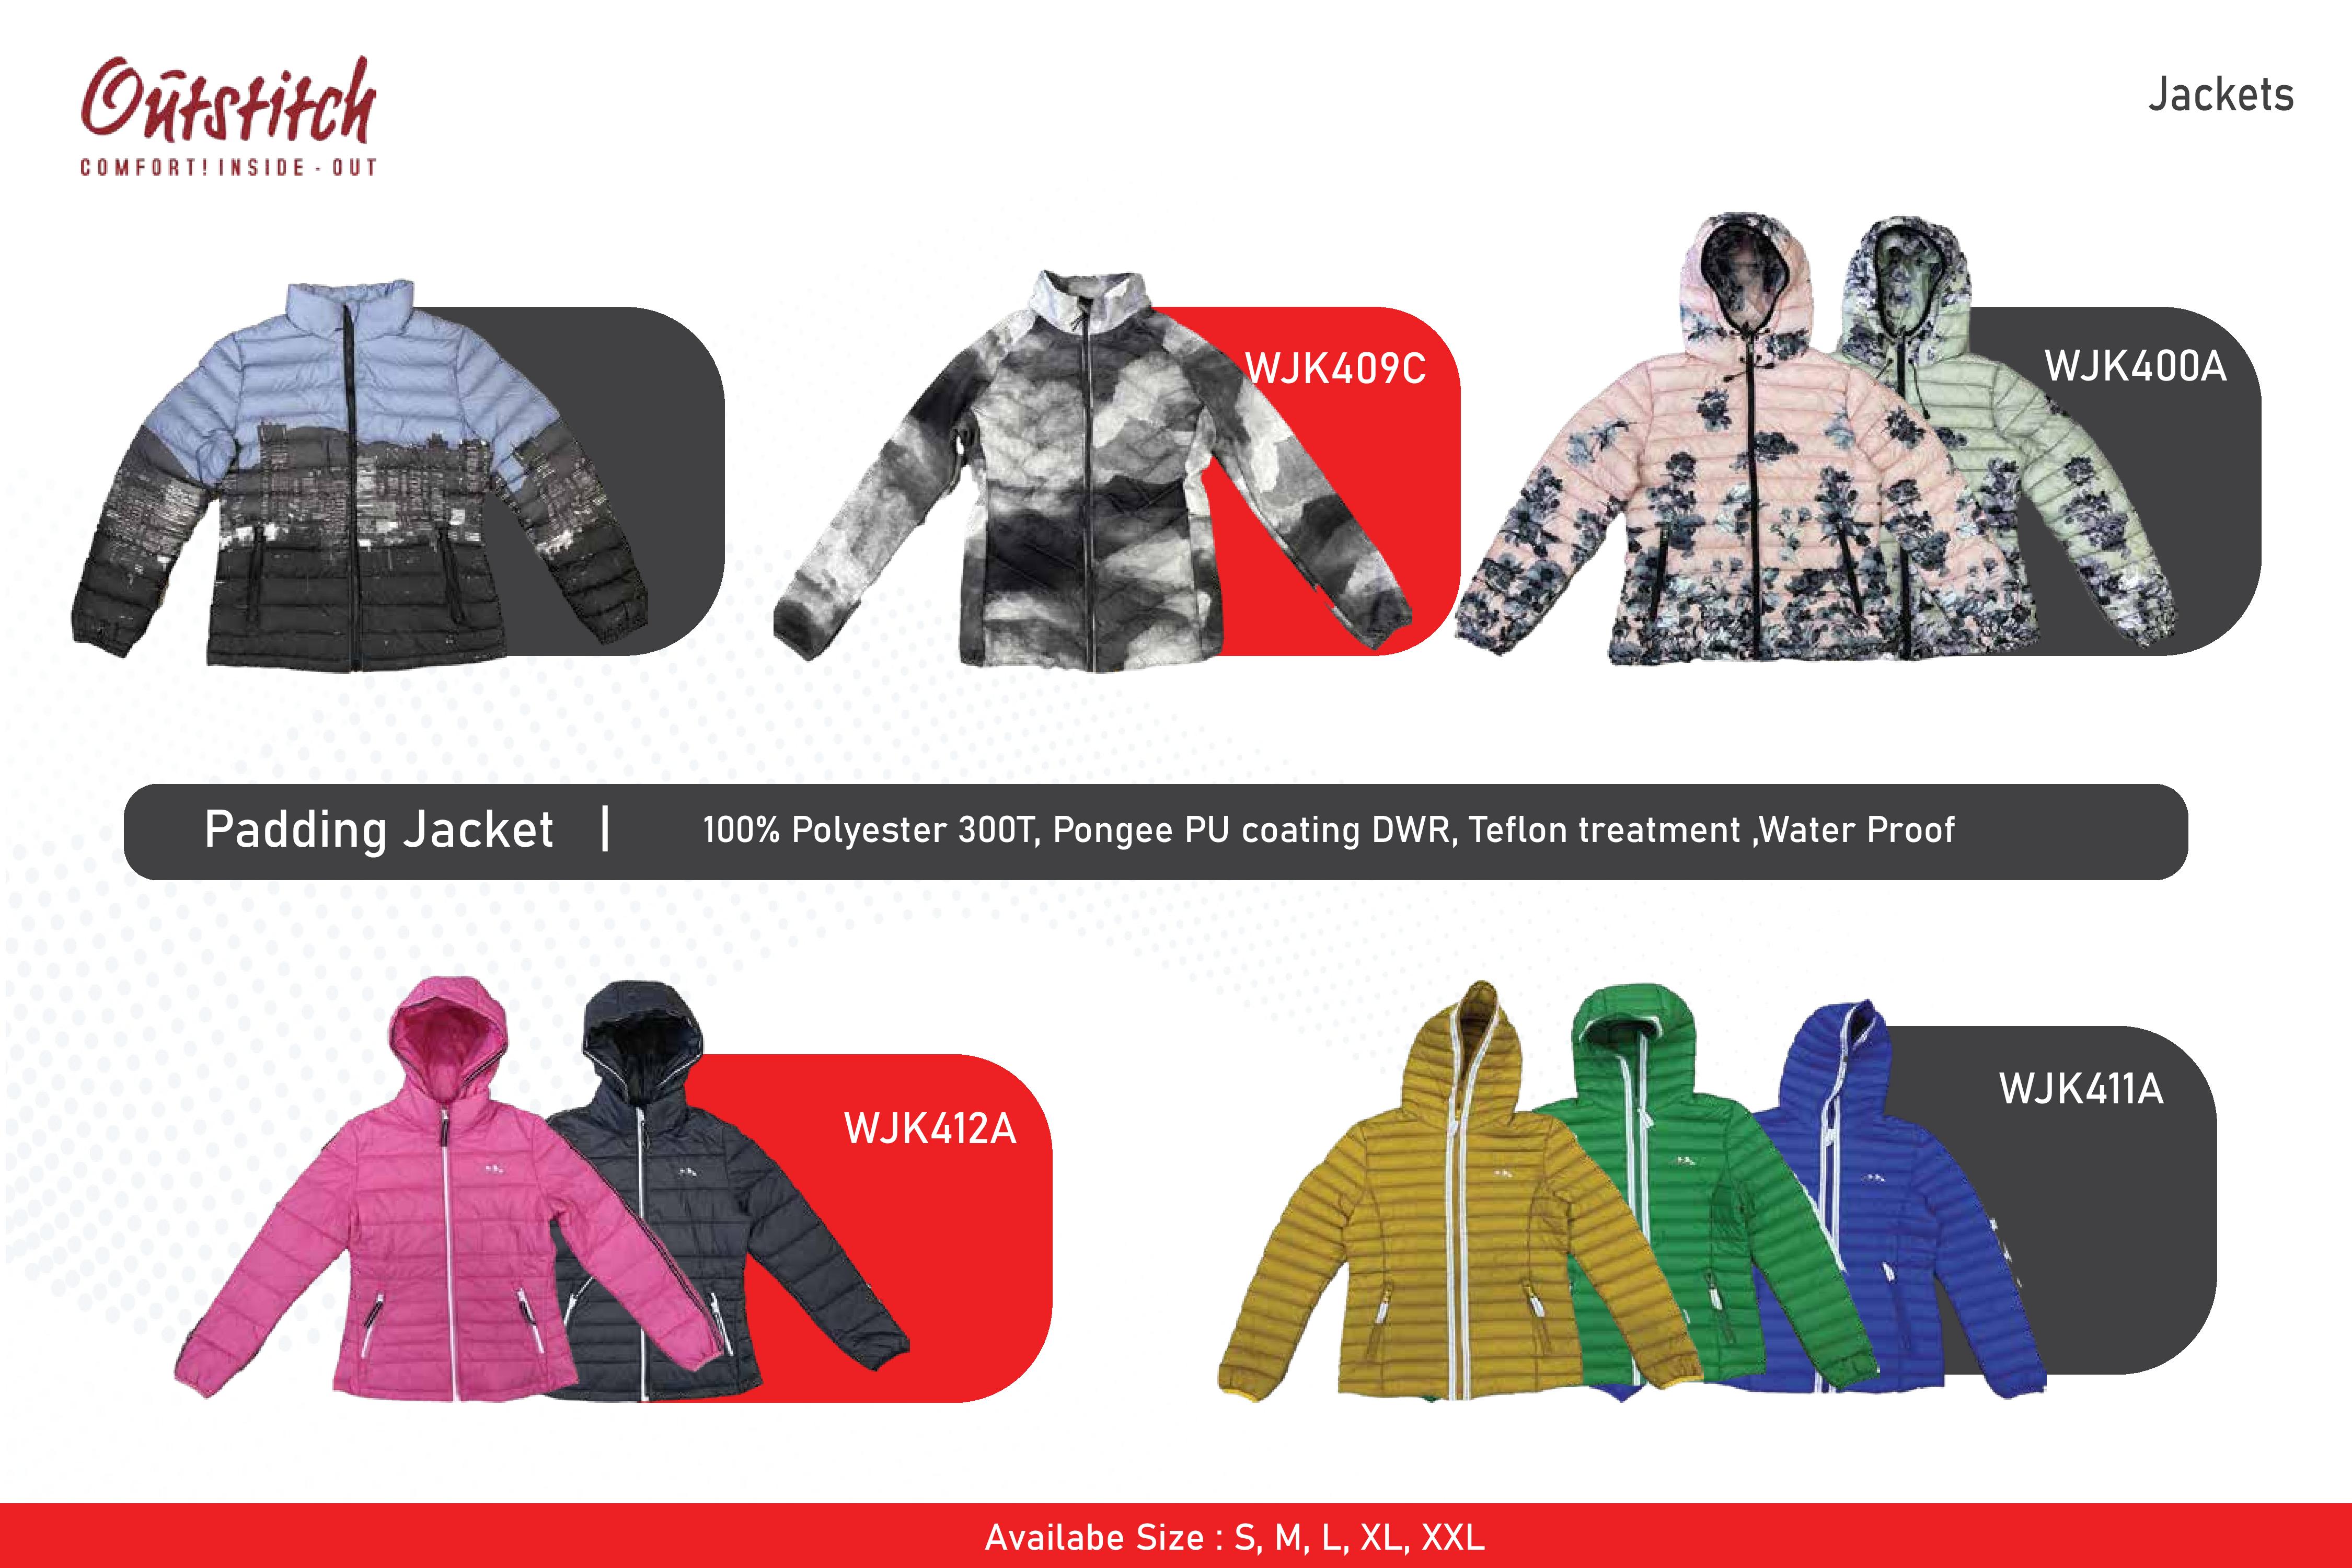 Outstitch
COMFORT! INSIDE - OUT
Jackets
WJK409C
WJK400A
Padding Jacket | 100% Polyester 300T, Pongee PU coating DWR, Teflon treatment ,Water Proof
WJK412A
WJK411A
Availabe Size : S, M, L, XL, XXL